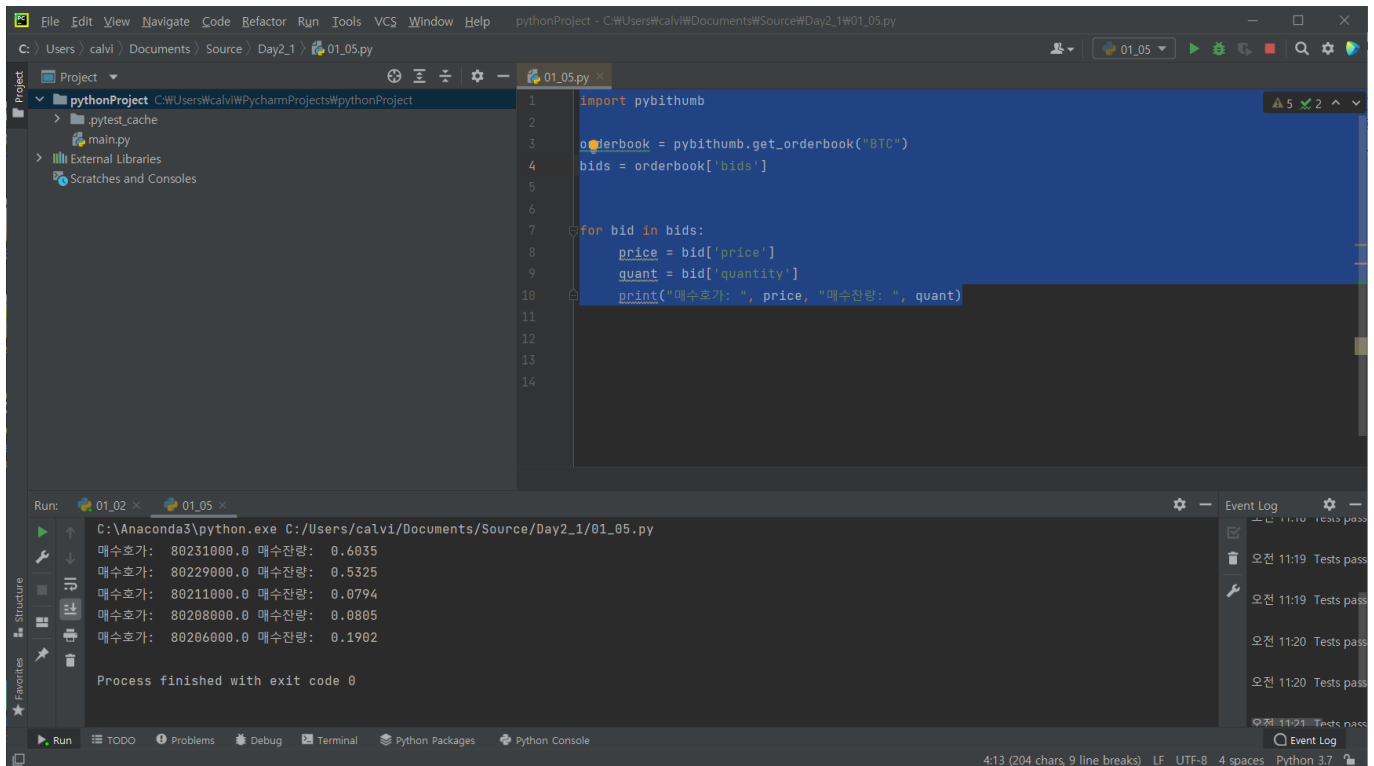 PC File Edit View Navigate Code Refactor Run Tools VCS Window Help pythonProject - C:₩Users₩calvi₩Documents₩Source₩Day2_1₩01_05.py
C: Users calvi Documents Source Day2_1 01_05.py 01_05
Project
Project
01_05.py
pythonProject C:₩Users₩calvi₩PycharmProjects₩pythonProject
.pytest_cache
main.py
External Libraries
Scratches and Consoles
5 2
1 import pybithumb
2
3 orderbook = pybithumb.get_orderbook("BTC")
4 bids = orderbook['bids']
5
6
7 for bid in bids:
8 price = bid['price']
9 quant = bid['quantity']
10 print("매수호가: ", price, "매수잔량: ", quant)
11
12
13
14
Run: 01_02 01_05
C:\Anaconda3\python.exe C:/Users/calvi/Documents/Source/Day2_1/01_05.py
매수호가: 80231000.0 매수잔량: 0.6035
매수호가: 80229000.0 매수잔량: 0.5325
매수호가: 80211000.0 매수잔량: 0.0794
매수호가: 80208000.0 매수잔량: 0.0805
매수호가: 80206000.0 매수잔량: 0.1902
Process finished with exit code 0
Event Log
오전 11:19 Tests pass
오전 11:19 Tests pass
오전 11:20 Tests pass
오전 11:20 Tests pass
오전 11:21 Tests pass
Structure
Favorites
Run TODO Problems Debug Terminal Python Packages Python Console Event Log
4:13 (204 chars, 9 line breaks) LF UTF-8 4 spaces Python 3.7